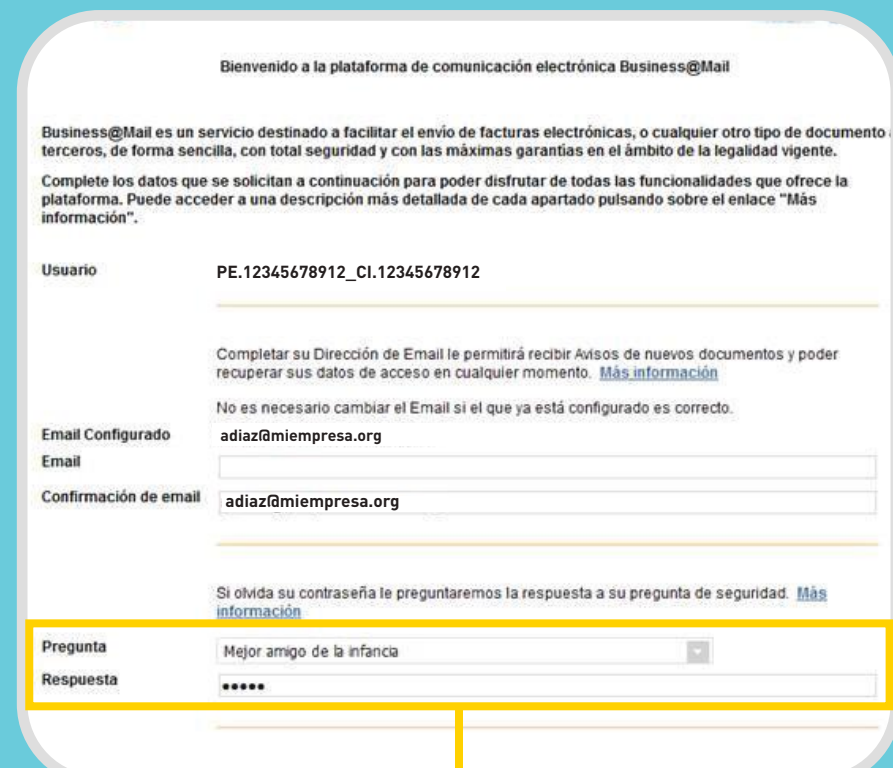 Bienvenido a la plataforma de comunicación electrónica Business@Mail
Business@Mail es un servicio destinado a facilitar el envío de facturas electrónicas, o cualquier otro tipo de documento a
terceros, de forma sencilla, con total seguridad y con las máximas garantías en el ámbito de la legalidad vigente.
Complete los datos que se solicitan a continuación para poder disfrutar de todas las funcionalidades que ofrece la
plataforma. Puede acceder a una descripción más detallada de cada apartado pulsando sobre el enlace "Más
información".
Usuario PE.12345678912_CI.12345678912
Completar su Dirección de Email le permitirá recibir Avisos de nuevos documentos y poder
recuperar sus datos de acceso en cualquier momento. Más información
No es necesario cambiar el Email si el que ya está configurado es correcto.
Email Configurado adiaz@miempresa.org
Email
Confirmación de email adiaz@miempresa.org
Si olvida su contraseña le preguntaremos la respuesta a su pregunta de seguridad. Más
información
Pregunta Mejor amigo de la infancia
Respuesta •••••